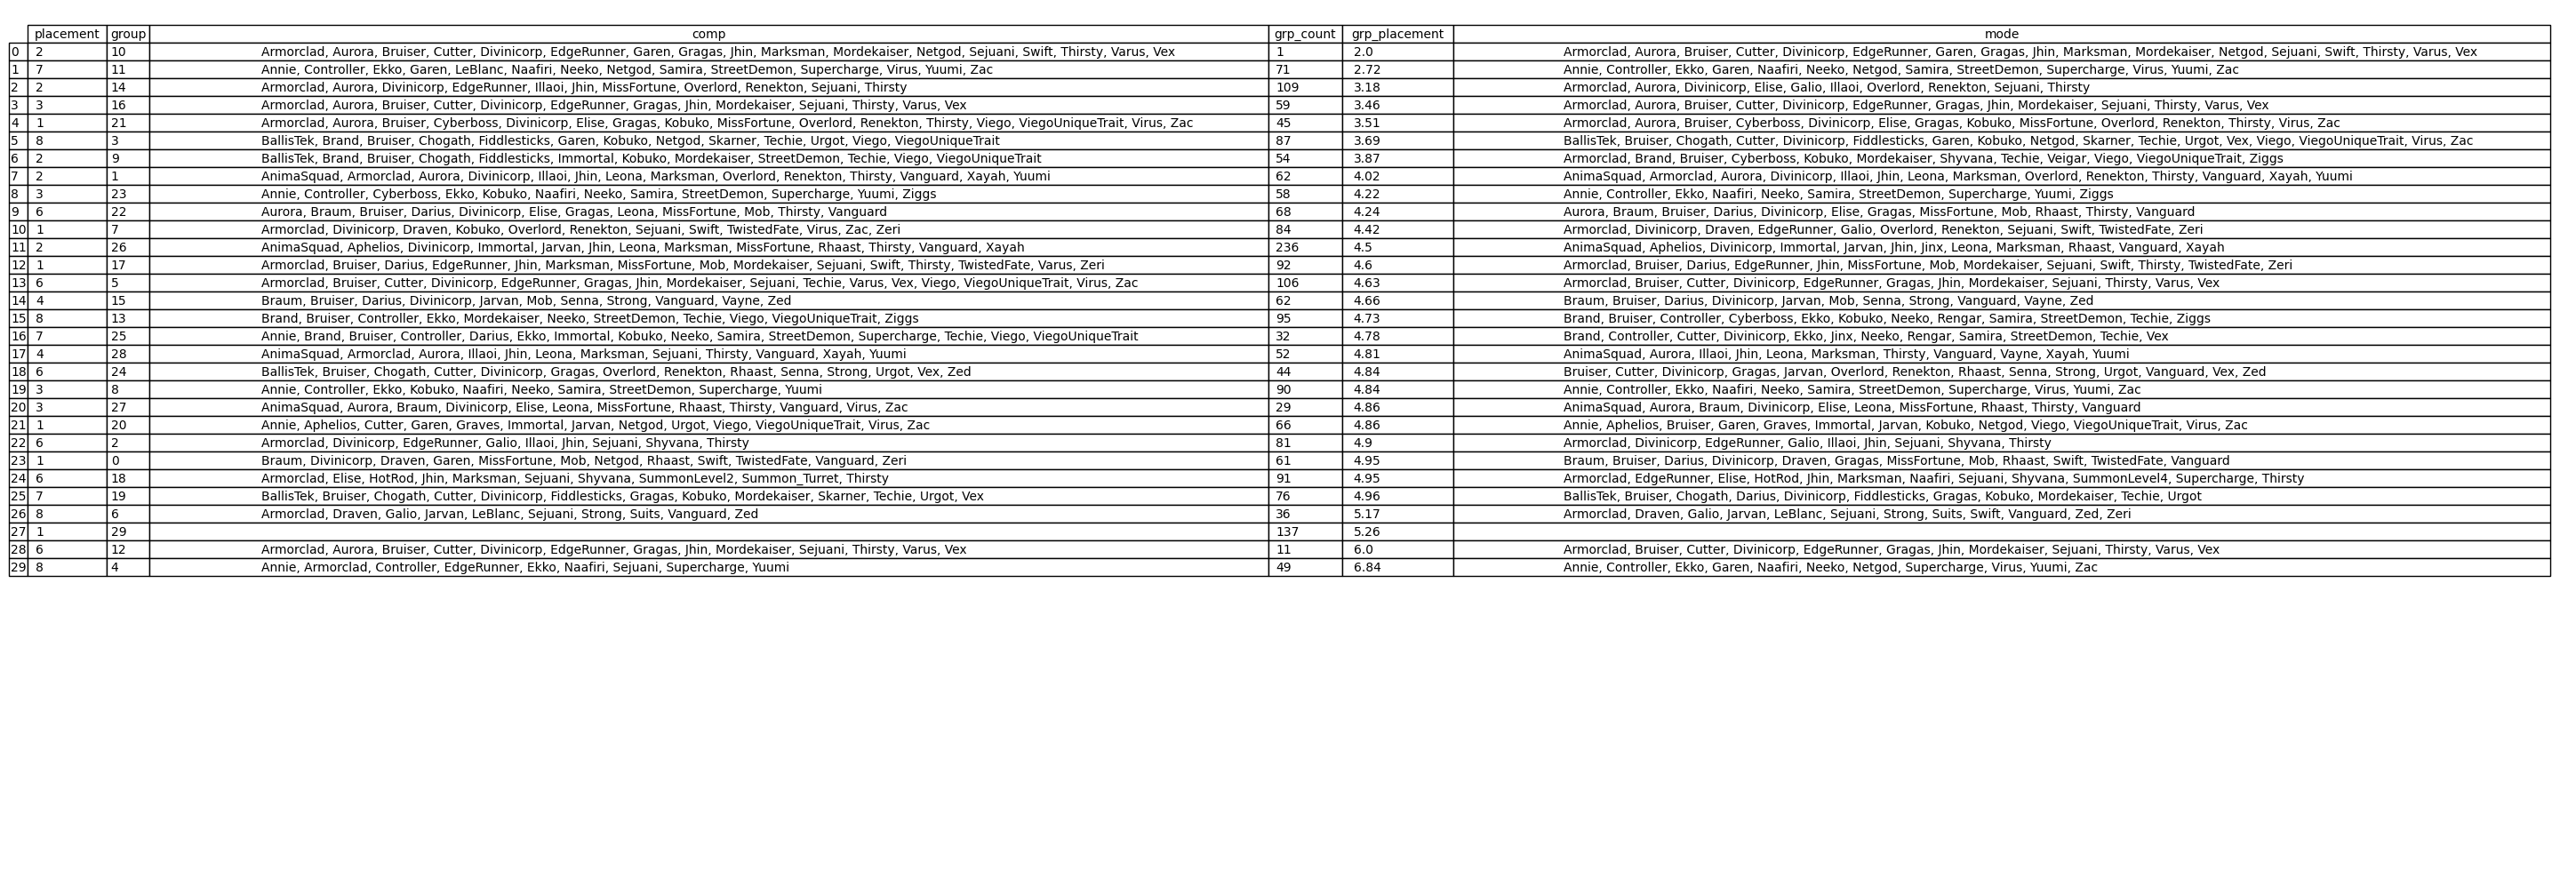 placement group comp grp_count grp_placement mode
0 2 10 Armorclad, Aurora, Bruiser, Cutter, Divinicorp, EdgeRunner, Garen, Gragas, Jhin, Marksman, Mordekaiser, Netgod, Sejuani, Swift, Thirsty, Varus, Vex 1 2.0 Armorclad, Aurora, Bruiser, Cutter, Divinicorp, EdgeRunner, Garen, Gragas, Jhin, Marksman, Mordekaiser, Netgod, Sejuani, Swift, Thirsty, Varus, Vex
1 7 11 Annie, Controller, Ekko, Garen, LeBlanc, Naafiri, Neeko, Netgod, Samira, StreetDemon, Supercharge, Virus, Yuumi, Zac 71 2.72 Annie, Controller, Ekko, Garen, Naafiri, Neeko, Netgod, Samira, StreetDemon, Supercharge, Virus, Yuumi, Zac
2 2 14 Armorclad, Aurora, Divinicorp, EdgeRunner, Illaoi, Jhin, MissFortune, Overlord, Renekton, Sejuani, Thirsty 109 3.18 Armorclad, Aurora, Divinicorp, Elise, Galio, Illaoi, Overlord, Renekton, Sejuani, Thirsty
3 3 16 Armorclad, Aurora, Bruiser, Cutter, Divinicorp, EdgeRunner, Gragas, Jhin, Mordekaiser, Sejuani, Thirsty, Varus, Vex 59 3.46 Armorclad, Aurora, Bruiser, Cutter, Divinicorp, EdgeRunner, Gragas, Jhin, Mordekaiser, Sejuani, Thirsty, Varus, Vex
4 1 21 Armorclad, Aurora, Bruiser, Cyberboss, Divinicorp, Elise, Gragas, Kobuko, MissFortune, Overlord, Renekton, Thirsty, Viego, ViegoUniqueTrait, Virus, Zac 45 3.51 Armorclad, Aurora, Bruiser, Cyberboss, Divinicorp, Elise, Gragas, Kobuko, MissFortune, Overlord, Renekton, Thirsty, Virus, Zac
5 8 3 BallisTek, Brand, Bruiser, Chogath, Fiddlesticks, Garen, Kobuko, Netgod, Skarner, Techie, Urgot, Viego, ViegoUniqueTrait 87 3.69 BallisTek, Bruiser, Chogath, Cutter, Divinicorp, Fiddlesticks, Garen, Kobuko, Netgod, Skarner, Techie, Urgot, Vex, Viego, ViegoUniqueTrait, Virus, Zac
6 2 9 BallisTek, Brand, Bruiser, Chogath, Fiddlesticks, Immortal, Kobuko, Mordekaiser, StreetDemon, Techie, Viego, ViegoUniqueTrait 54 3.87 Armorclad, Brand, Bruiser, Cyberboss, Kobuko, Mordekaiser, Shyvana, Techie, Veigar, Viego, ViegoUniqueTrait, Ziggs
7 2 1 AnimaSquad, Armorclad, Aurora, Divinicorp, Illaoi, Jhin, Leona, Marksman, Overlord, Renekton, Thirsty, Vanguard, Xayah, Yuumi 62 4.02 AnimaSquad, Armorclad, Aurora, Divinicorp, Illaoi, Jhin, Leona, Marksman, Overlord, Renekton, Thirsty, Vanguard, Xayah, Yuumi
8 3 23 Annie, Controller, Cyberboss, Ekko, Kobuko, Naafiri, Neeko, Samira, StreetDemon, Supercharge, Yuumi, Ziggs 58 4.22 Annie, Controller, Ekko, Naafiri, Neeko, Samira, StreetDemon, Supercharge, Yuumi, Ziggs
9 6 22 Aurora, Braum, Bruiser, Darius, Divinicorp, Elise, Gragas, Leona, MissFortune, Mob, Thirsty, Vanguard 68 4.24 Aurora, Braum, Bruiser, Darius, Divinicorp, Elise, Gragas, MissFortune, Mob, Rhaast, Thirsty, Vanguard
10 1 7 Armorclad, Divinicorp, Draven, Kobuko, Overlord, Renekton, Sejuani, Swift, TwistedFate, Virus, Zac, Zeri 84 4.42 Armorclad, Divinicorp, Draven, EdgeRunner, Galio, Overlord, Renekton, Sejuani, Swift, TwistedFate, Zeri
11 2 26 AnimaSquad, Aphelios, Divinicorp, Immortal, Jarvan, Jhin, Leona, Marksman, MissFortune, Rhaast, Thirsty, Vanguard, Xayah 236 4.5 AnimaSquad, Aphelios, Divinicorp, Immortal, Jarvan, Jhin, Jinx, Leona, Marksman, Rhaast, Vanguard, Xayah
12 1 17 Armorclad, Bruiser, Darius, EdgeRunner, Jhin, Marksman, MissFortune, Mob, Mordekaiser, Sejuani, Swift, Thirsty, TwistedFate, Varus, Zeri 92 4.6 Armorclad, Bruiser, Darius, EdgeRunner, Jhin, MissFortune, Mob, Mordekaiser, Sejuani, Swift, Thirsty, TwistedFate, Zeri
13 6 5 Armorclad, Bruiser, Cutter, Divinicorp, EdgeRunner, Gragas, Jhin, Mordekaiser, Sejuani, Techie, Varus, Vex, Viego, ViegoUniqueTrait, Virus, Zac 106 4.63 Armorclad, Bruiser, Cutter, Divinicorp, EdgeRunner, Gragas, Jhin, Mordekaiser, Sejuani, Thirsty, Varus, Vex
14 4 15 Braum, Bruiser, Darius, Divinicorp, Jarvan, Mob, Senna, Strong, Vanguard, Vayne, Zed 62 4.66 Braum, Bruiser, Darius, Divinicorp, Jarvan, Mob, Senna, Strong, Vanguard, Vayne, Zed
15 8 13 Brand, Bruiser, Controller, Ekko, Mordekaiser, Neeko, StreetDemon, Techie, Viego, ViegoUniqueTrait, Ziggs 95 4.73 Brand, Bruiser, Controller, Cyberboss, Ekko, Kobuko, Neeko, Rengar, Samira, StreetDemon, Techie, Ziggs
16 7 25 Annie, Brand, Bruiser, Controller, Darius, Ekko, Immortal, Kobuko, Neeko, Samira, StreetDemon, Supercharge, Techie, Viego, ViegoUniqueTrait 32 4.78 Brand, Controller, Cutter, Divinicorp, Ekko, Jinx, Neeko, Rengar, Samira, StreetDemon, Techie, Vex
17 4 28 AnimaSquad, Armorclad, Aurora, Illaoi, Jhin, Leona, Marksman, Sejuani, Thirsty, Vanguard, Xayah, Yuumi 52 4.81 AnimaSquad, Aurora, Illaoi, Jhin, Leona, Marksman, Thirsty, Vanguard, Vayne, Xayah, Yuumi
18 6 24 BallisTek, Bruiser, Chogath, Cutter, Divinicorp, Gragas, Overlord, Renekton, Rhaast, Senna, Strong, Urgot, Vex, Zed 44 4.84 Bruiser, Cutter, Divinicorp, Gragas, Jarvan, Overlord, Renekton, Rhaast, Senna, Strong, Urgot, Vanguard, Vex, Zed
19 3 8 Annie, Controller, Ekko, Kobuko, Naafiri, Neeko, Samira, StreetDemon, Supercharge, Yuumi 90 4.84 Annie, Controller, Ekko, Naafiri, Neeko, Samira, StreetDemon, Supercharge, Virus, Yuumi, Zac
20 3 27 AnimaSquad, Aurora, Braum, Divinicorp, Elise, Leona, MissFortune, Rhaast, Thirsty, Vanguard, Virus, Zac 29 4.86 AnimaSquad, Aurora, Braum, Divinicorp, Elise, Leona, MissFortune, Rhaast, Thirsty, Vanguard
21 1 20 Annie, Aphelios, Cutter, Garen, Graves, Immortal, Jarvan, Netgod, Urgot, Viego, ViegoUniqueTrait, Virus, Zac 66 4.86 Annie, Aphelios, Bruiser, Garen, Graves, Immortal, Jarvan, Kobuko, Netgod, Viego, ViegoUniqueTrait, Virus, Zac
22 6 2 Armorclad, Divinicorp, EdgeRunner, Galio, Illaoi, Jhin, Sejuani, Shyvana, Thirsty 81 4.9 Armorclad, Divinicorp, EdgeRunner, Galio, Illaoi, Jhin, Sejuani, Shyvana, Thirsty
23 1 0 Braum, Divinicorp, Draven, Garen, MissFortune, Mob, Netgod, Rhaast, Swift, TwistedFate, Vanguard, Zeri 61 4.95 Braum, Bruiser, Darius, Divinicorp, Draven, Gragas, MissFortune, Mob, Rhaast, Swift, TwistedFate, Vanguard
24 6 18 Armorclad, Elise, HotRod, Jhin, Marksman, Sejuani, Shyvana, SummonLevel2, Summon_Turret, Thirsty 91 4.95 Armorclad, EdgeRunner, Elise, HotRod, Jhin, Marksman, Naafiri, Sejuani, Shyvana, SummonLevel4, Supercharge, Thirsty
25 7 19 BallisTek, Bruiser, Chogath, Cutter, Divinicorp, Fiddlesticks, Gragas, Kobuko, Mordekaiser, Skarner, Techie, Urgot, Vex 76 4.96 BallisTek, Bruiser, Chogath, Darius, Divinicorp, Fiddlesticks, Gragas, Kobuko, Mordekaiser, Techie, Urgot
26 8 6 Armorclad, Draven, Galio, Jarvan, LeBlanc, Sejuani, Strong, Suits, Vanguard, Zed 36 5.17 Armorclad, Draven, Galio, Jarvan, LeBlanc, Sejuani, Strong, Suits, Swift, Vanguard, Zed, Zeri
27 1 29 137 5.26
28 6 12 Armorclad, Aurora, Bruiser, Cutter, Divinicorp, EdgeRunner, Gragas, Jhin, Mordekaiser, Sejuani, Thirsty, Varus, Vex 11 6.0 Armorclad, Bruiser, Cutter, Divinicorp, EdgeRunner, Gragas, Jhin, Mordekaiser, Sejuani, Thirsty, Varus, Vex
29 8 4 Annie, Armorclad, Controller, EdgeRunner, Ekko, Naafiri, Sejuani, Supercharge, Yuumi 49 6.84 Annie, Controller, Ekko, Garen, Naafiri, Neeko, Netgod, Supercharge, Virus, Yuumi, Zac